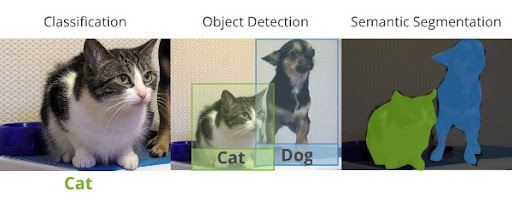 Classification
Object Detection
Semantic Segmentation
Cat
Dog
Cat